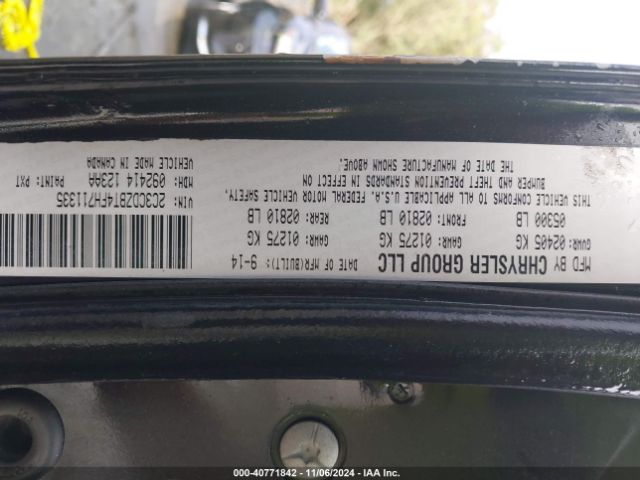 MFD BY CHRYSLER GROUP LLC
DATE OF MFR(BUILT): 9-14
GVWR: 02405 KG
GAWR: 01275 KG
GAWR: 01275 KG
05300 LB
FRONT: 02810 LB
REAR: 02810 LB
THIS VEHICLE CONFORMS TO ALL APPLICABLE U.S.A. FEDERAL MOTOR VEHICLE SAFETY,
BUMPER AND THEFT PREVENTION STANDARDS IN EFFECT ON
THE DATE OF MANUFACTURE SHOWN ABOVE.
VIN: 2C3CDZBT4FH711335
MDH: 092414 123AA PAINT: PXT
VEHICLE MADE IN CANADA
000-40771842 - 11/06/2024 - IAA Inc.